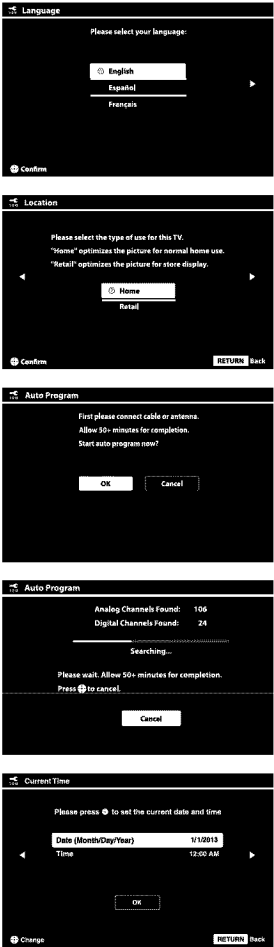 Language
Please select your language:
English
Español
Français
Confirm
Location
Please select the type of use for this TV.
"Home" optimizes the picture for normal home use.
"Retail" optimizes the picture for store display.
Home
Retail
Confirm
RETURN Back
Auto Program
First please connect cable or antenna.
Allow 50+ minutes for completion.
Start auto program now?
OK Cancel
Auto Program
Analog Channels Found: 106
Digital Channels Found: 24
Searching...
Please wait. Allow 50+ minutes for completion.
Press to cancel.
Cancel
Current Time
Please press to set the current date and time
Date (Month/Day/Year) 1/1/2013
Time 12:00 AM
OK
Change
RETURN Back